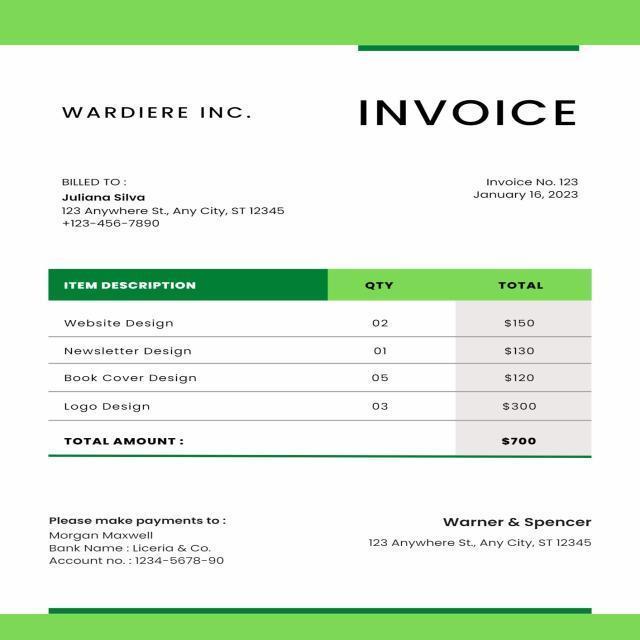 WARDIERE INC.
INVOICE
BILLED TO :
Juliana Silva
123 Anywhere St., Any City, ST 12345
+123-456-7890
Invoice No. 123
January 16, 2023
ITEM DESCRIPTION QTY TOTAL
Website Design 02 $150
Newsletter Design 01 $130
Book Cover Design 05 $120
Logo Design 03 $300
TOTAL AMOUNT : $700
Please make payments to :
Morgan Maxwell
Bank Name : Liceria & Co.
Account no. : 1234-5678-90
Warner & Spencer
123 Anywhere St., Any City, ST 12345